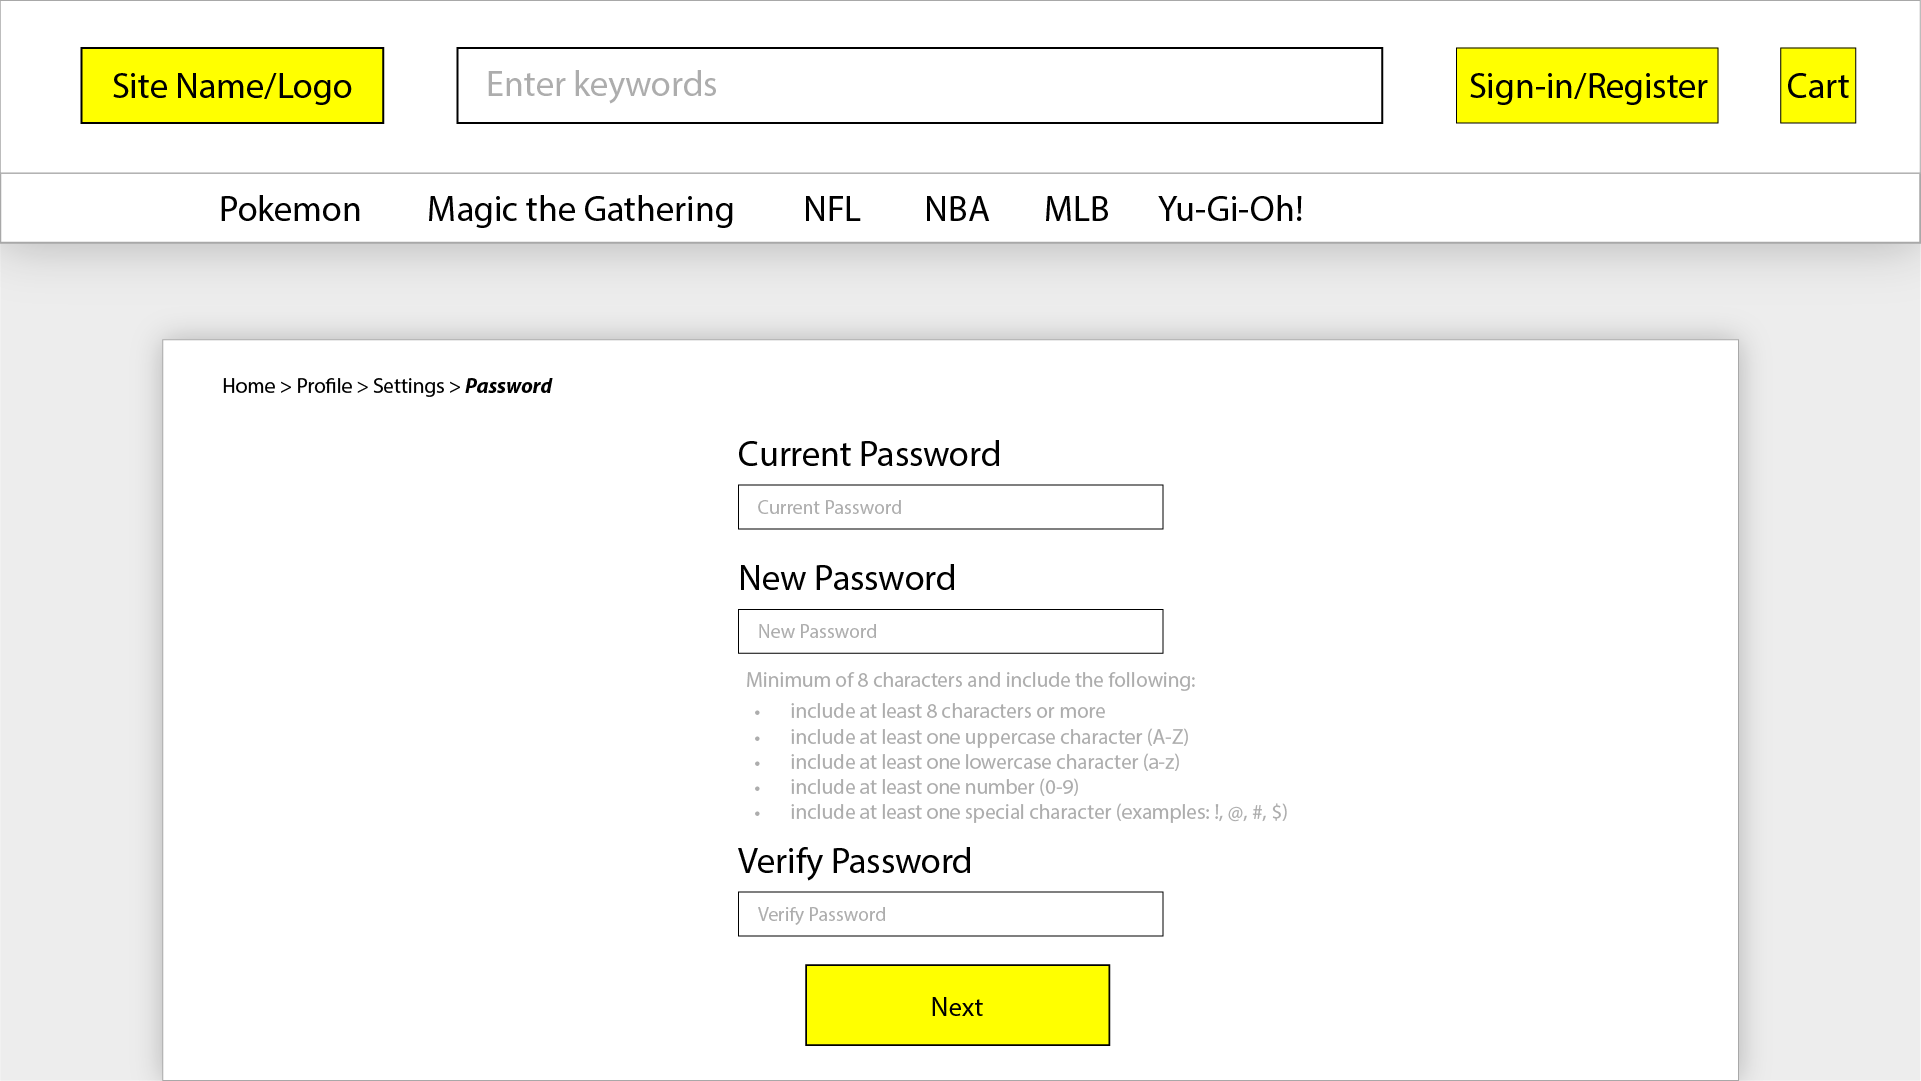 Site Name/Logo
Enter keywords
Sign-in/Register
Cart
Pokemon Magic the Gathering NFL NBA MLB Yu-Gi-Oh!
Home > Profile > Settings > Password
Current Password
Current Password
New Password
New Password
Minimum of 8 characters and include the following:
• include at least 8 characters or more
• include at least one uppercase character (A-Z)
• include at least one lowercase character (a-z)
• include at least one number (0-9)
• include at least one special character (examples: !, @, #, $)
Verify Password
Verify Password
Next